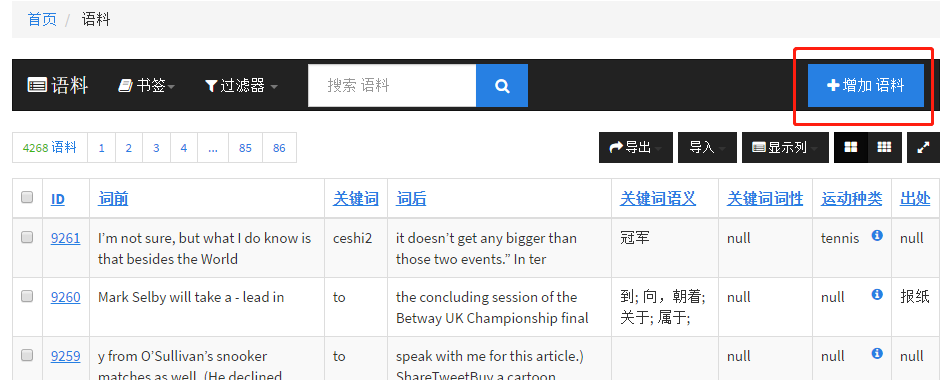 首页 / 语料
语料 书签 过滤器 搜索 语料 增加 语料
4268 语料 1 2 3 4 ... 85 86 导出 导入 显示列
ID 词前 关键词 词后 关键词语义 关键词词性 运动种类 出处
9261 I'm not sure, but what I do know is ceshi2 it doesn't get any bigger than 冠军 null tennis null
that besides the World those two events.” In ter
9260 Mark Selby will take a - lead in to the concluding session of the 到; 向，朝着; null null 报纸
Betway UK Championship final 关于; 属于;
9259 y from O'Sullivan's snooker to speak with me for this article.) null null null
matches as well. (He declined ShareTweetBuy a cartoon